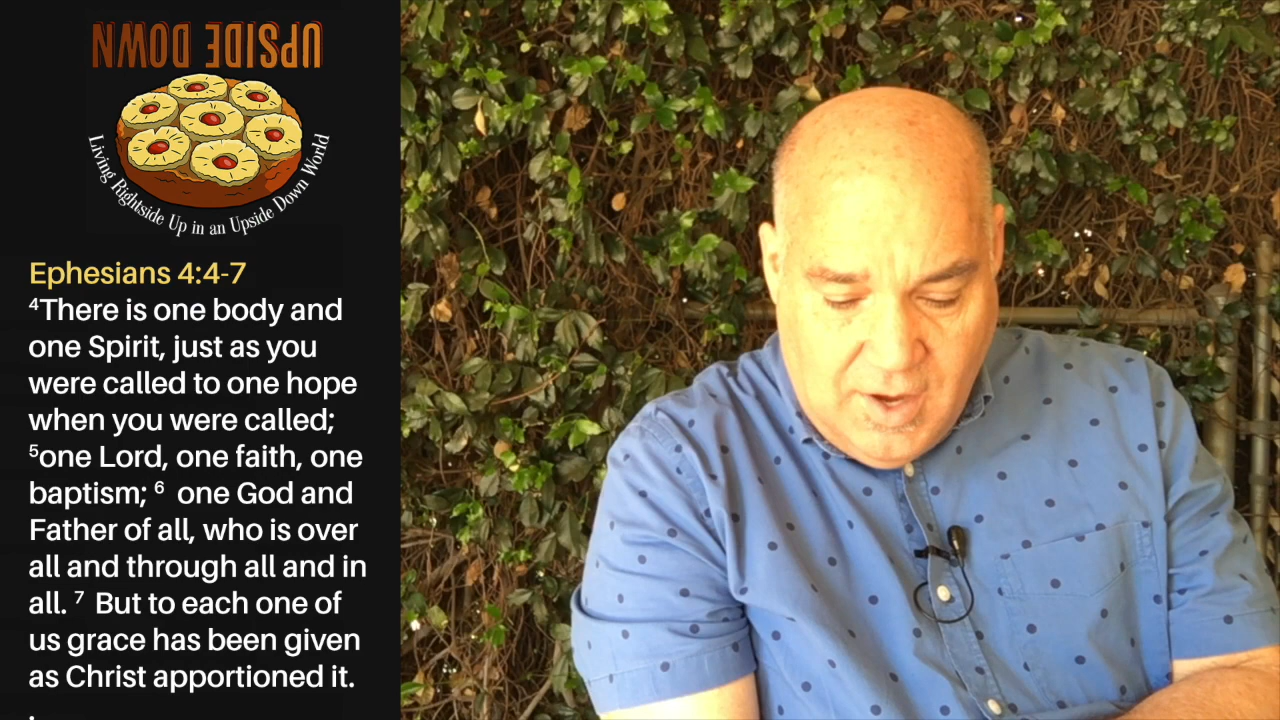 UPSIDE DOWN
Living Rightside Up in an Upside Down World
Ephesians 4:4-7
⁴There is one body and
one Spirit, just as you
were called to one hope
when you were called;
⁵one Lord, one faith, one
baptism; ⁶ one God and
Father of all, who is over
all and through all and in
all. ⁷ But to each one of
us grace has been given
as Christ apportioned it.
.